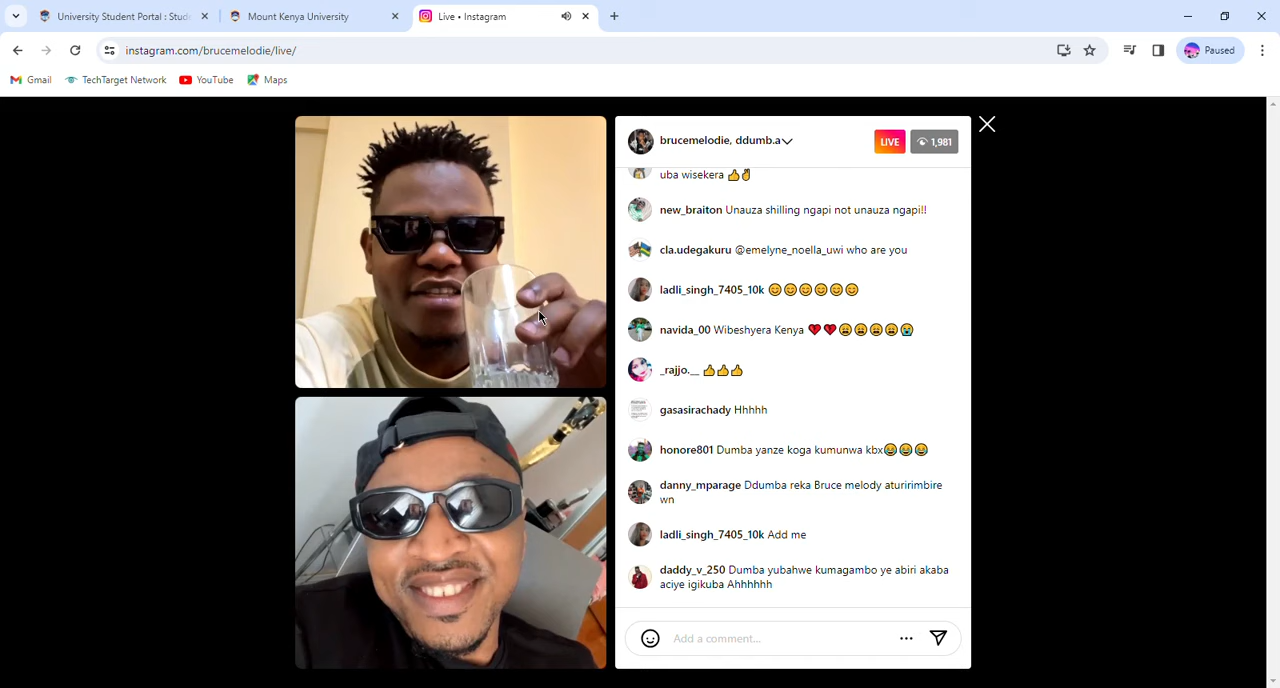 University Student Portal : Stude
Mount Kenya University
Live • Instagram
instagram.com/brucemelodie/live/
Paused
Gmail
TechTarget Network
YouTube
Maps
brucemelodie, ddumb.a
LIVE
1,981
uba wisekera 👍✌
new_braiton Unauza shilling ngapi not unauza ngapi!!
cla.udegakuru @emelyne_noella_uwi who are you
ladli_singh_7405_10k 😊😊😊😊😊😊
navida_00 Wibeshyera Kenya 💔💔😩😩😩😩😭
_rajjo.__ 👍👍👍
gasasirachady Hhhhh
honore801 Dumba yanze koga kumunwa kbx😂😂😂
danny_mparage Ddumba reka Bruce melody aturirimbire
wn
ladli_singh_7405_10k Add me
daddy_v_250 Dumba yubahwe kumagambo ye abiri akaba
aciye igikuba Ahhhhhh
Add a comment...